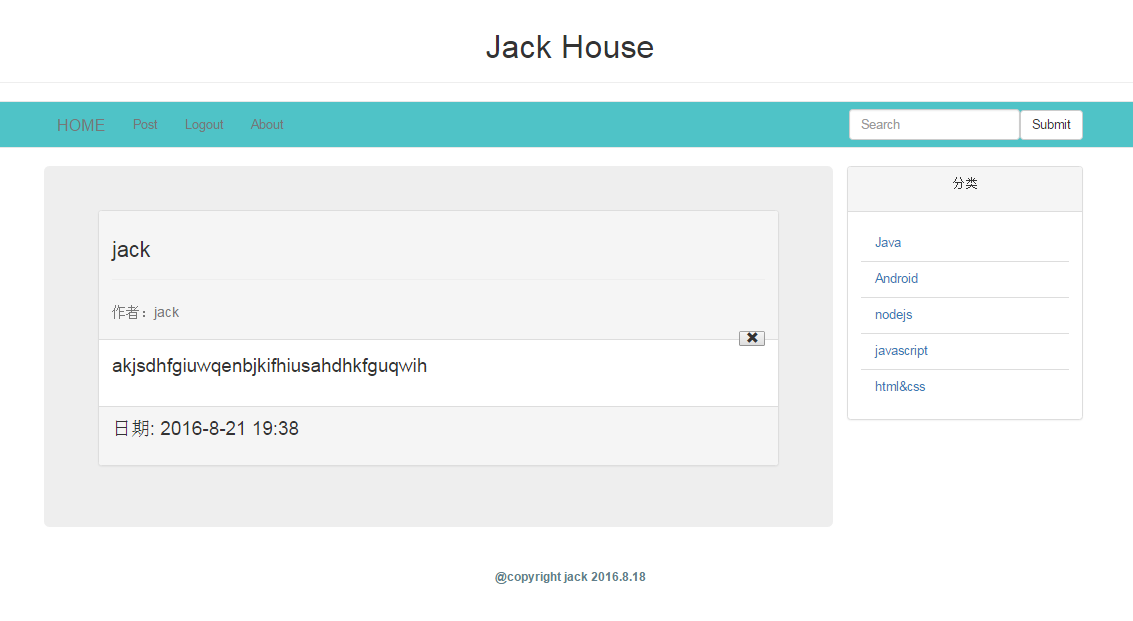 Jack House
HOME Post Logout About Search Submit
jack
作者：jack
akjsdhfgiuwqenbjkifhiusahdhkfguqwih
日期: 2016-8-21 19:38
分类
Java
Android
nodejs
javascript
html&css
@copyright jack 2016.8.18